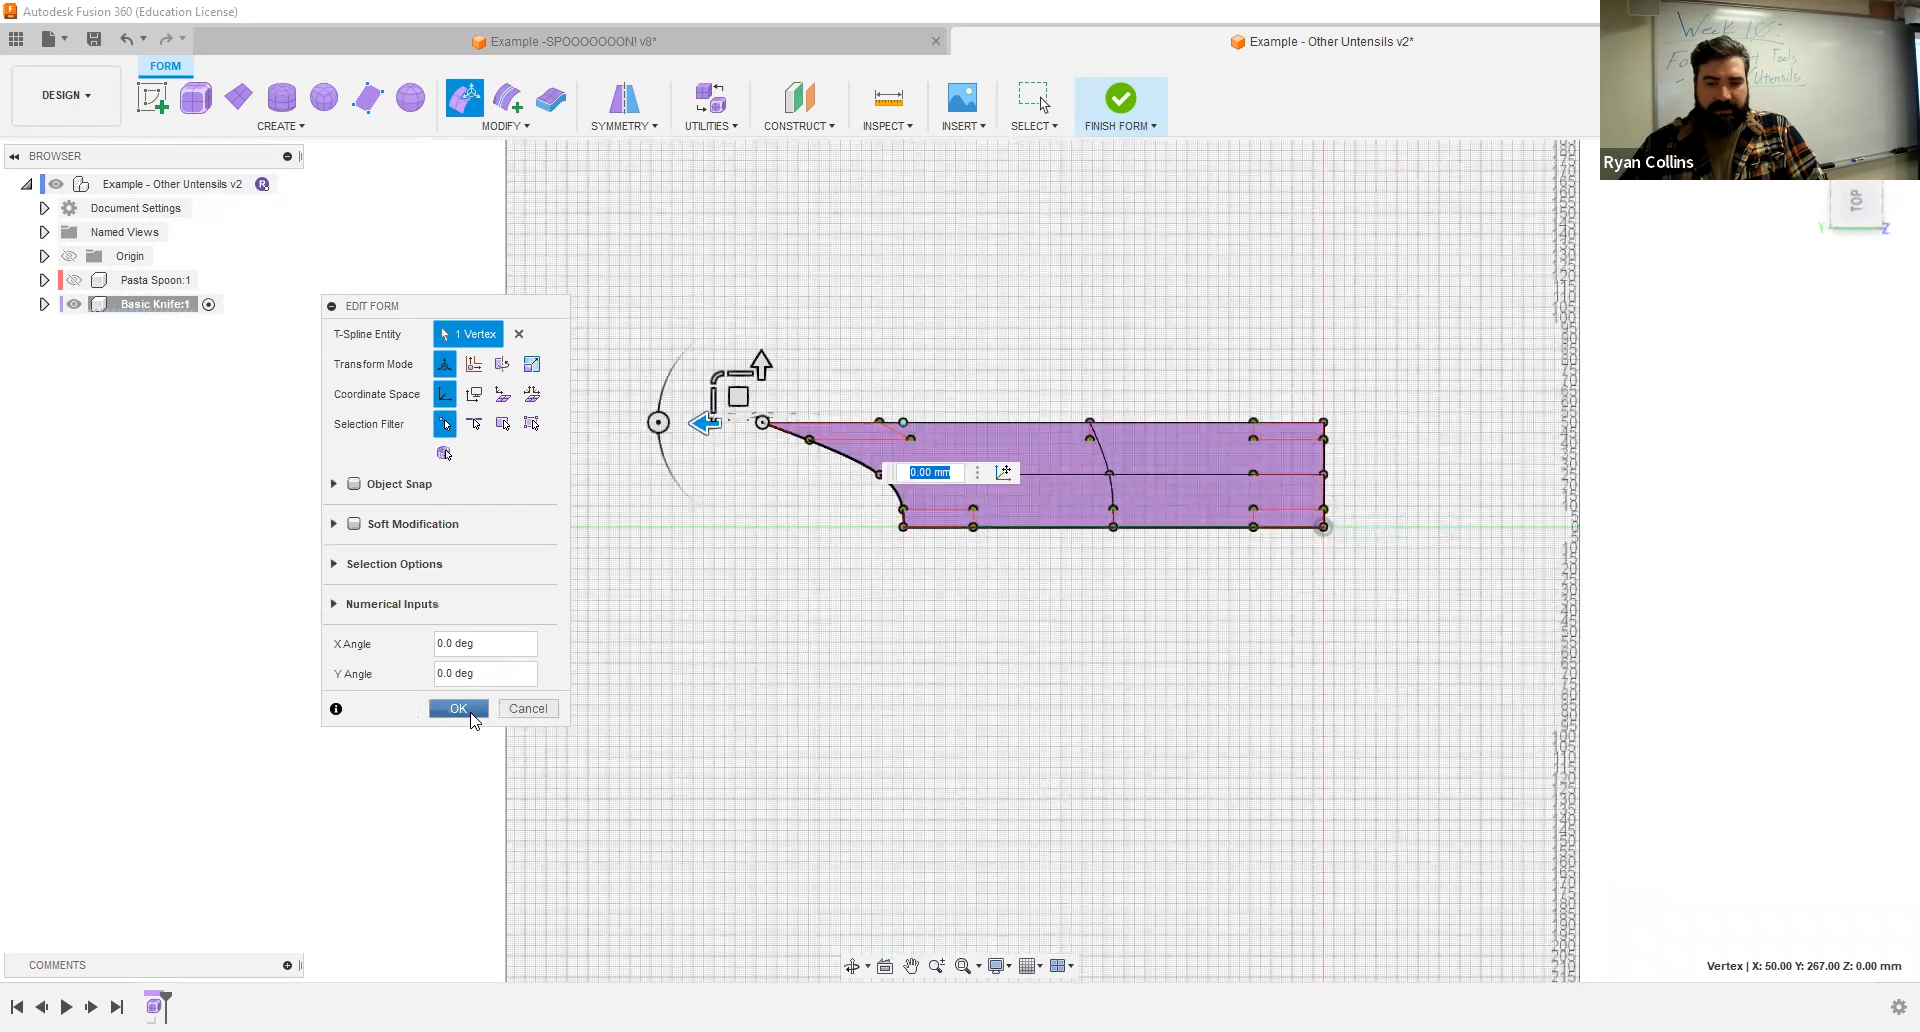 Autodesk Fusion 360 (Education License)
Example -SPOOOOOOON! v8*
Example - Other Untensils v2*
Week 10:
Tools
Utensils
Ryan Collins
FORM
DESIGN
CREATE
MODIFY
SYMMETRY
UTILITIES
CONSTRUCT
INSPECT
INSERT
SELECT
FINISH FORM
BROWSER
Example - Other Untensils v2
Document Settings
Named Views
Origin
Pasta Spoon:1
Basic Knife:1
TOP
Y Z
EDIT FORM
T-Spline Entity 1 Vertex
Transform Mode
Coordinate Space
Selection Filter
0.00 mm
Object Snap
Soft Modification
Selection Options
Numerical Inputs
X Angle 0.0 deg
Y Angle 0.0 deg
OK Cancel
COMMENTS
Vertex | X: 50.00 Y: 267.00 Z: 0.00 mm